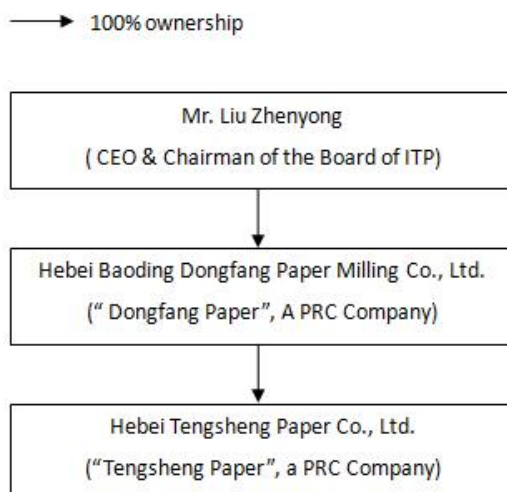 100% ownership
Mr. Liu Zhenyong
( CEO & Chairman of the Board of ITP)
Hebei Baoding Dongfang Paper Milling Co., Ltd.
(“ Dongfang Paper”, A PRC Company)
Hebei Tengsheng Paper Co., Ltd.
(“Tengsheng Paper”, a PRC Company)